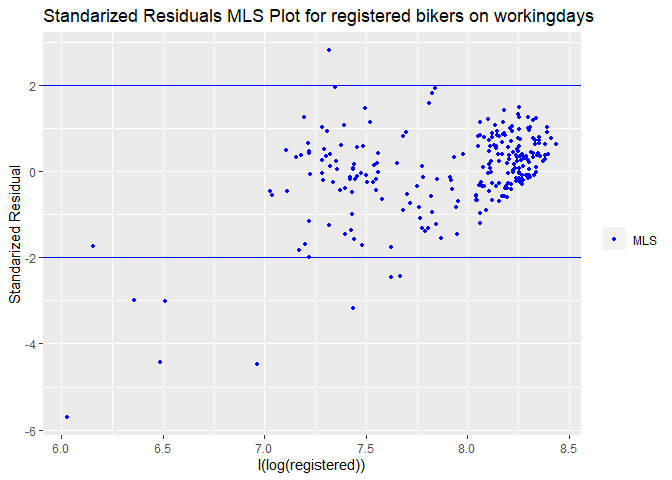 Standarized Residuals MLS Plot for registered bikers on workingdays
Standarized Residual
2
0
-2
-4
-6
6.0 6.5 7.0 7.5 8.0 8.5
I(log(registered))
MLS